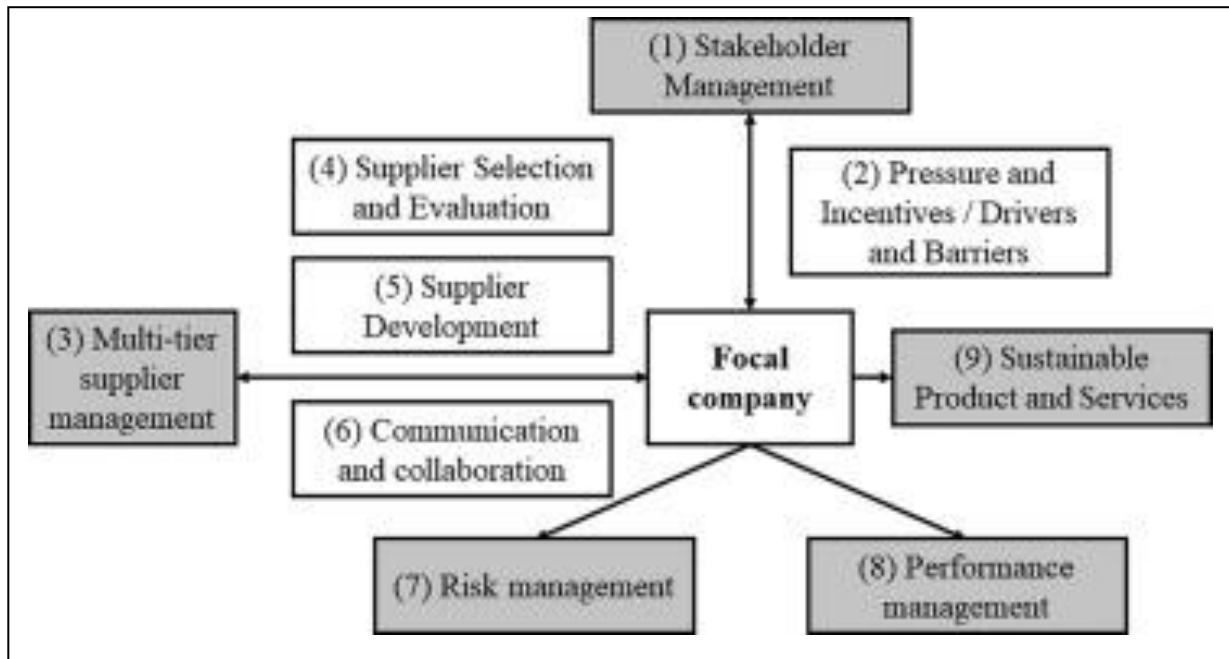 (1) Stakeholder
Management
(4) Supplier Selection
and Evaluation
(2) Pressure and
Incentives / Drivers
and Barriers
(5) Supplier
Development
(3) Multi-tier
supplier
management
Focal
company
(9) Sustainable
Product and Services
(6) Communication
and collaboration
(7) Risk management
(8) Performance
management